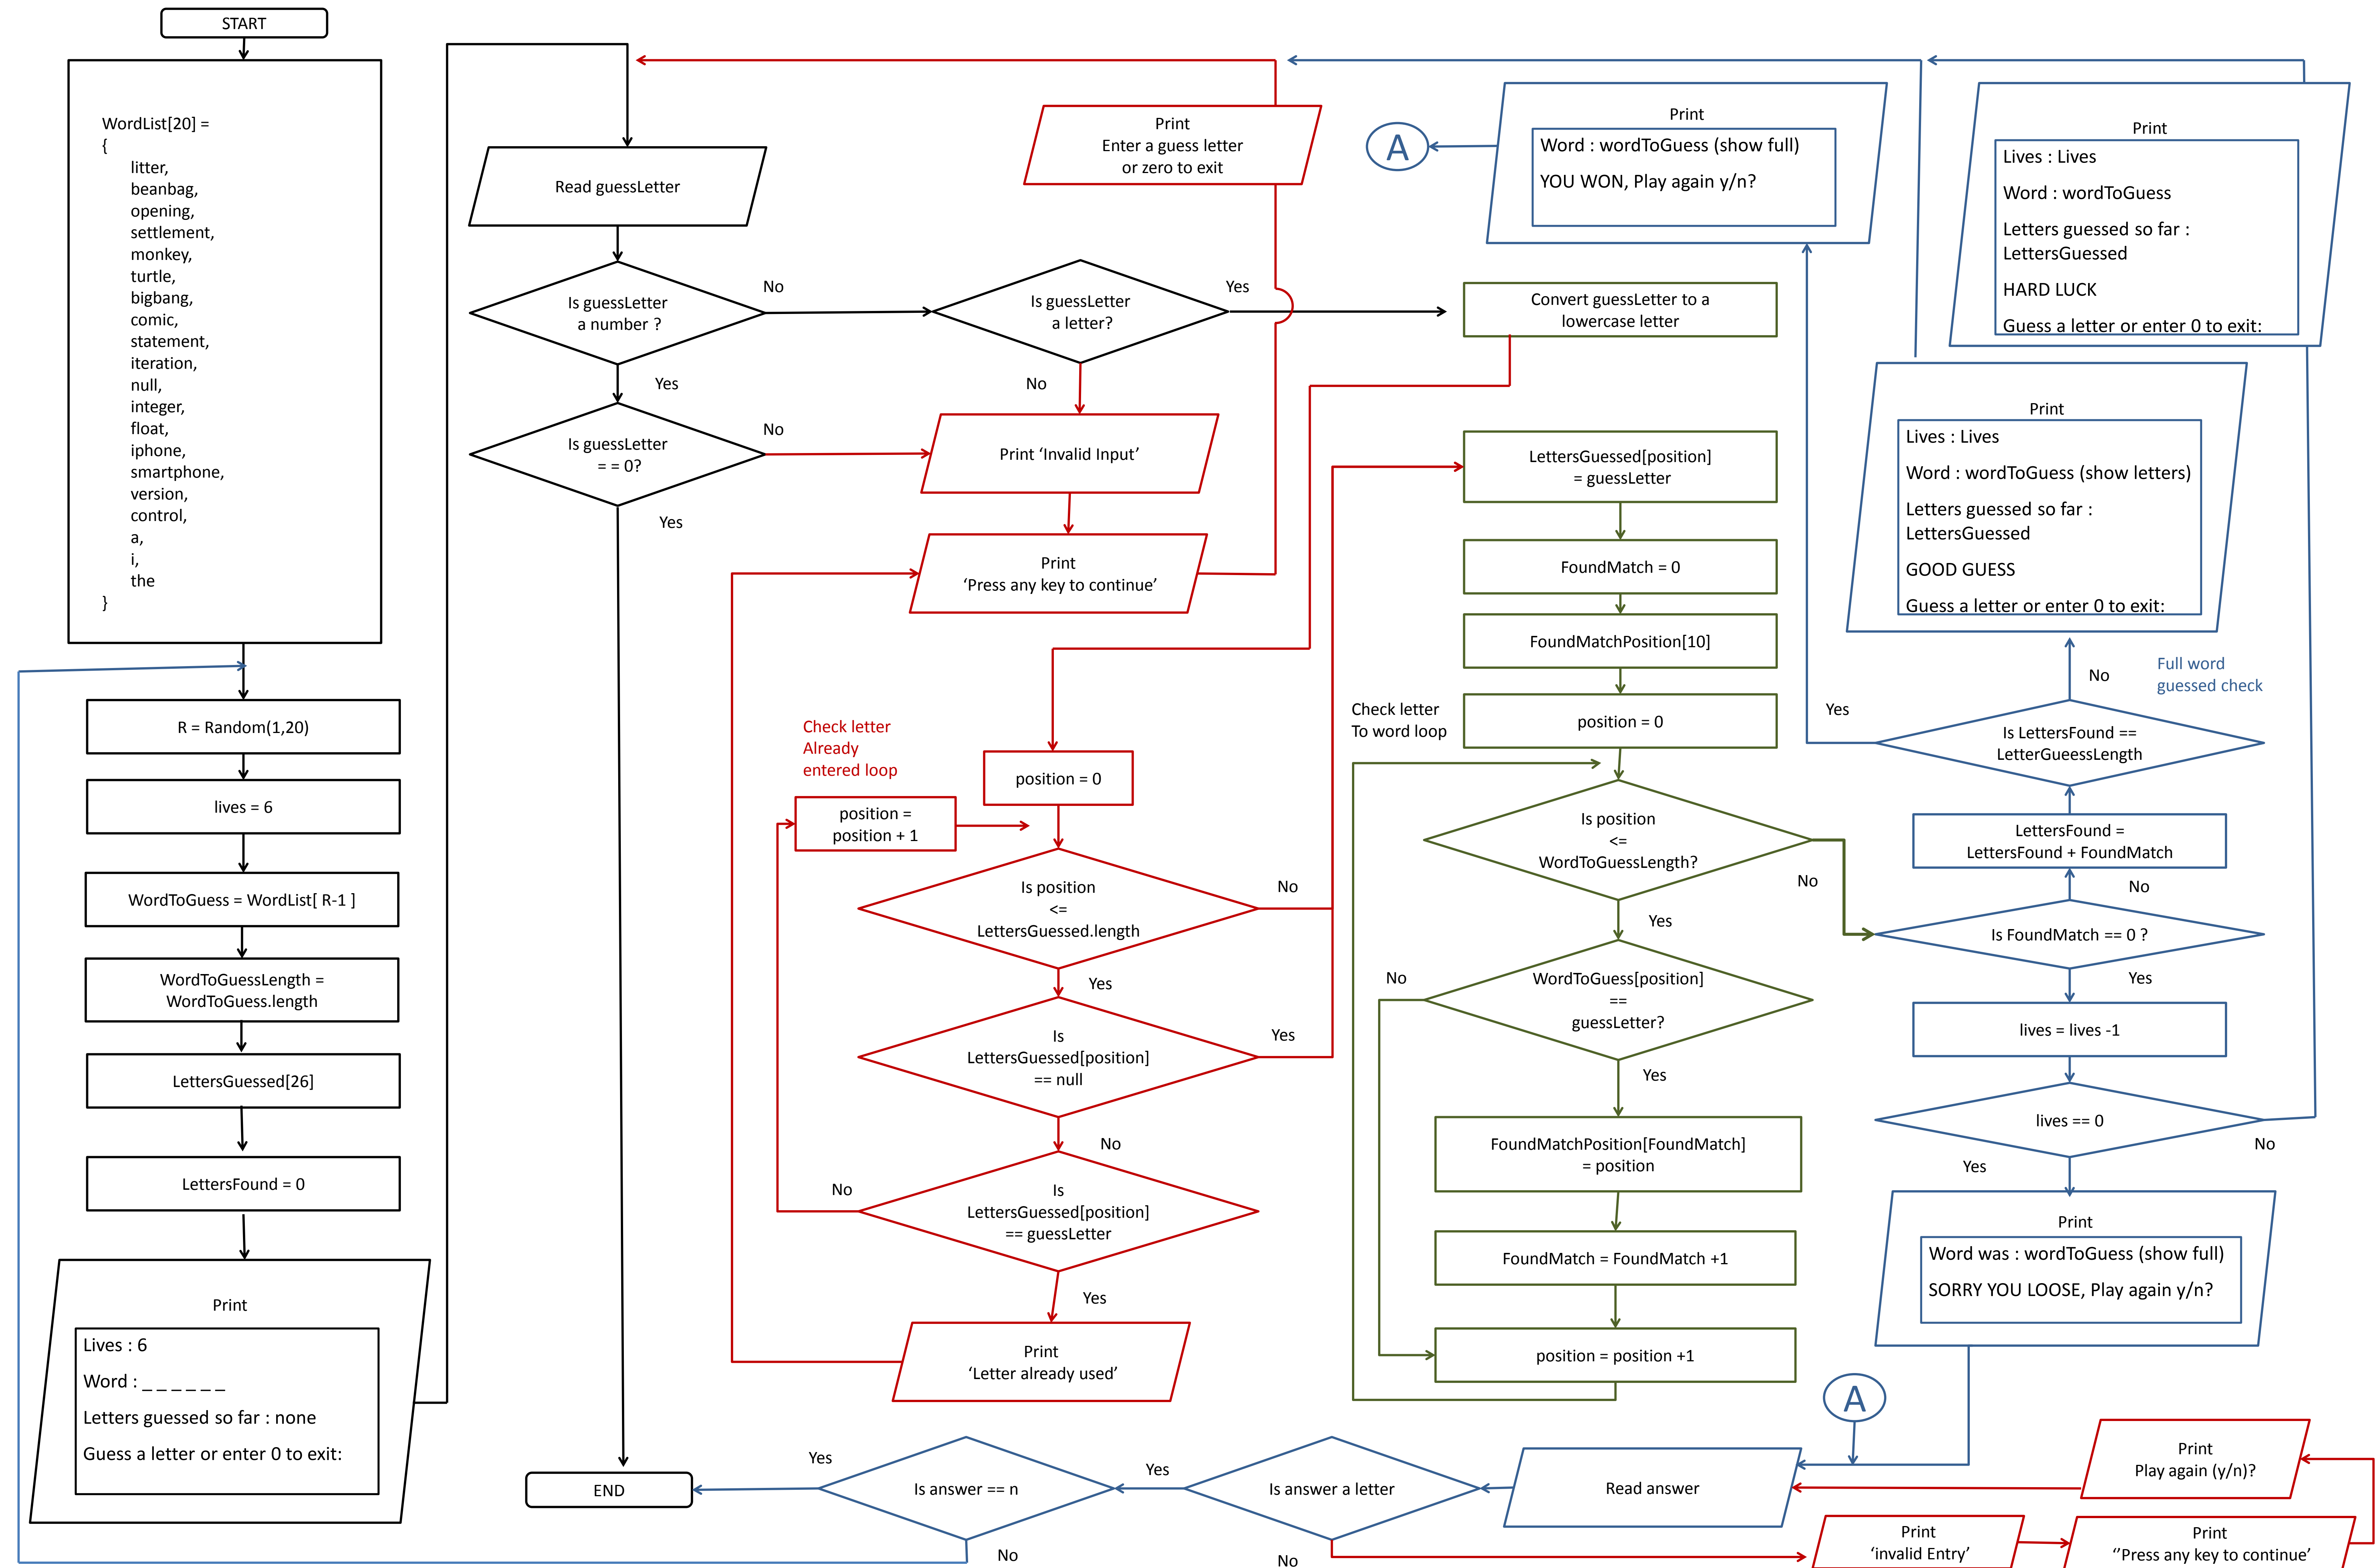 START
WordList[20] =
{
litter,
beanbag,
opening,
settlement,
monkey,
turtle,
bigbang,
comic,
statement,
iteration,
null,
integer,
float,
iphone,
smartphone,
version,
control,
a,
i,
the
}
R = Random(1,20)
lives = 6
WordToGuess = WordList[ R-1 ]
WordToGuessLength =
WordToGuess.length
LettersGuessed[26]
LettersFound = 0
Print
Lives : 6
Word : _ _ _ _ _ _
Letters guessed so far : none
Guess a letter or enter 0 to exit:
Read guessLetter
Is guessLetter
a number ?
No
Yes
Is guessLetter
= = 0?
No
Yes
END
Is guessLetter
a letter?
Yes
No
Print ‘Invalid Input’
Print
‘Press any key to continue’
Print
Enter a guess letter
or zero to exit
Convert guessLetter to a
lowercase letter
Check letter
Already
entered loop
position = 0
position =
position + 1
Is position
<=
LettersGuessed.length
No
Yes
Is
LettersGuessed[position]
== null
Yes
No
Is
LettersGuessed[position]
== guessLetter
No
Yes
Print
‘Letter already used’
LettersGuessed[position]
= guessLetter
FoundMatch = 0
FoundMatchPosition[10]
Check letter
To word loop
position = 0
Is position
<=
WordToGuessLength?
No
Yes
WordToGuess[position]
==
guessLetter?
No
Yes
FoundMatchPosition[FoundMatch]
= position
FoundMatch = FoundMatch +1
position = position +1
A
Print
Word : wordToGuess (show full)
YOU WON, Play again y/n?
Print
Lives : Lives
Word : wordToGuess
Letters guessed so far :
LettersGuessed
HARD LUCK
Guess a letter or enter 0 to exit:
Print
Lives : Lives
Word : wordToGuess (show letters)
Letters guessed so far :
LettersGuessed
GOOD GUESS
Guess a letter or enter 0 to exit:
Full word
guessed check
No
Yes
Is LettersFound ==
LetterGueessLength
LettersFound =
LettersFound + FoundMatch
No
Is FoundMatch == 0 ?
Yes
lives = lives -1
lives == 0
No
Yes
Print
Word was : wordToGuess (show full)
SORRY YOU LOOSE, Play again y/n?
A
Read answer
Is answer a letter
Yes
No
Is answer == n
Yes
No
Print
‘invalid Entry’
Print
‘’Press any key to continue’
Print
Play again (y/n)?